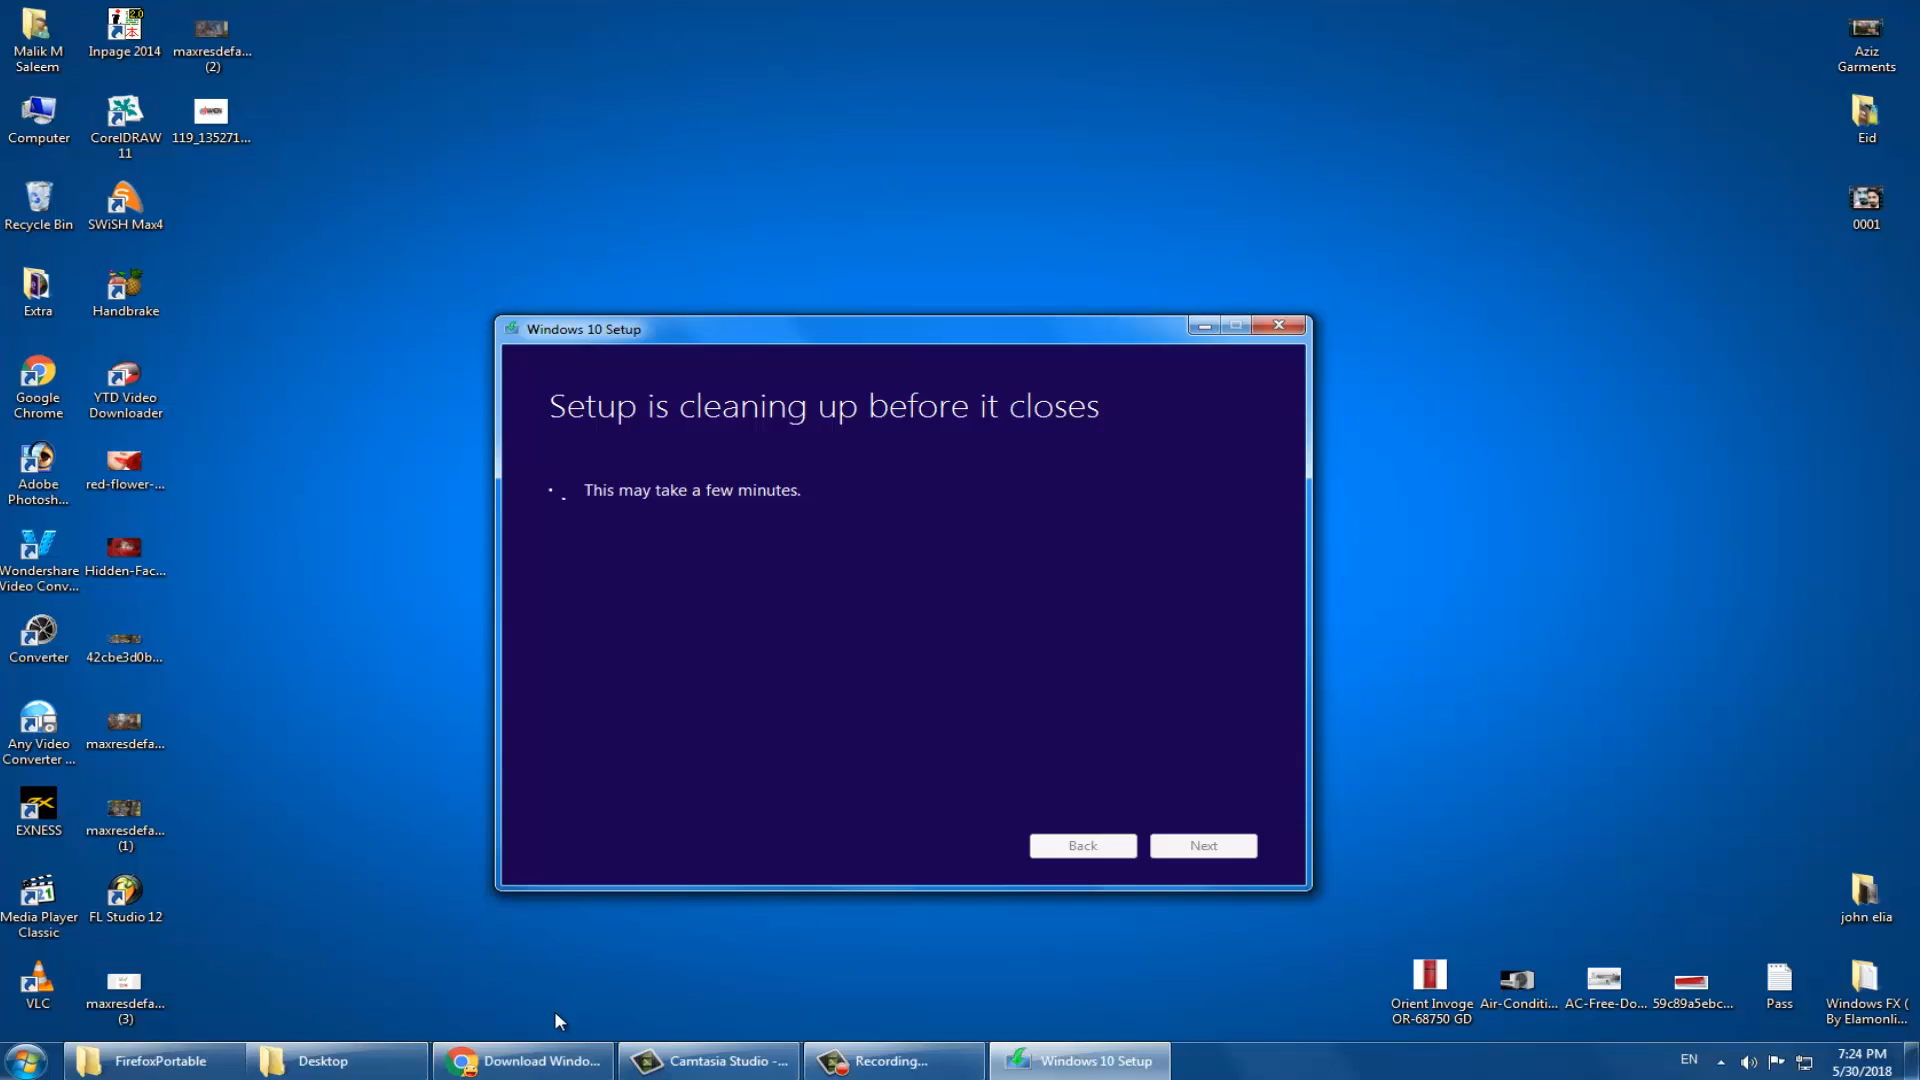 Malik M
Saleem
Inpage 2014
maxresdefa...
(2)
Computer
CorelDRAW
11
119_135271...
Recycle Bin
SWiSH Max4
Extra
Handbrake
Google
Chrome
YTD Video
Downloader
Adobe
Photosh...
red-flower-...
Wondershare
Video Conv...
Hidden-Fac...
Converter
42cbe3d0b...
Any Video
Converter ...
maxresdefa...
EXNESS
maxresdefa...
(1)
Media Player
Classic
FL Studio 12
VLC
maxresdefa...
(3)
Aziz
Garments
Eid
0001
john elia
Orient Invoge
OR-68750 GD
Air-Conditi...
AC-Free-Do...
59c89a5ebc...
Pass
Windows FX (
By Elamonli...
Windows 10 Setup
Setup is cleaning up before it closes
This may take a few minutes.
Back
Next
FirefoxPortable
Desktop
Download Windo...
Camtasia Studio -...
Recording...
Windows 10 Setup
EN
7:24 PM
5/30/2018